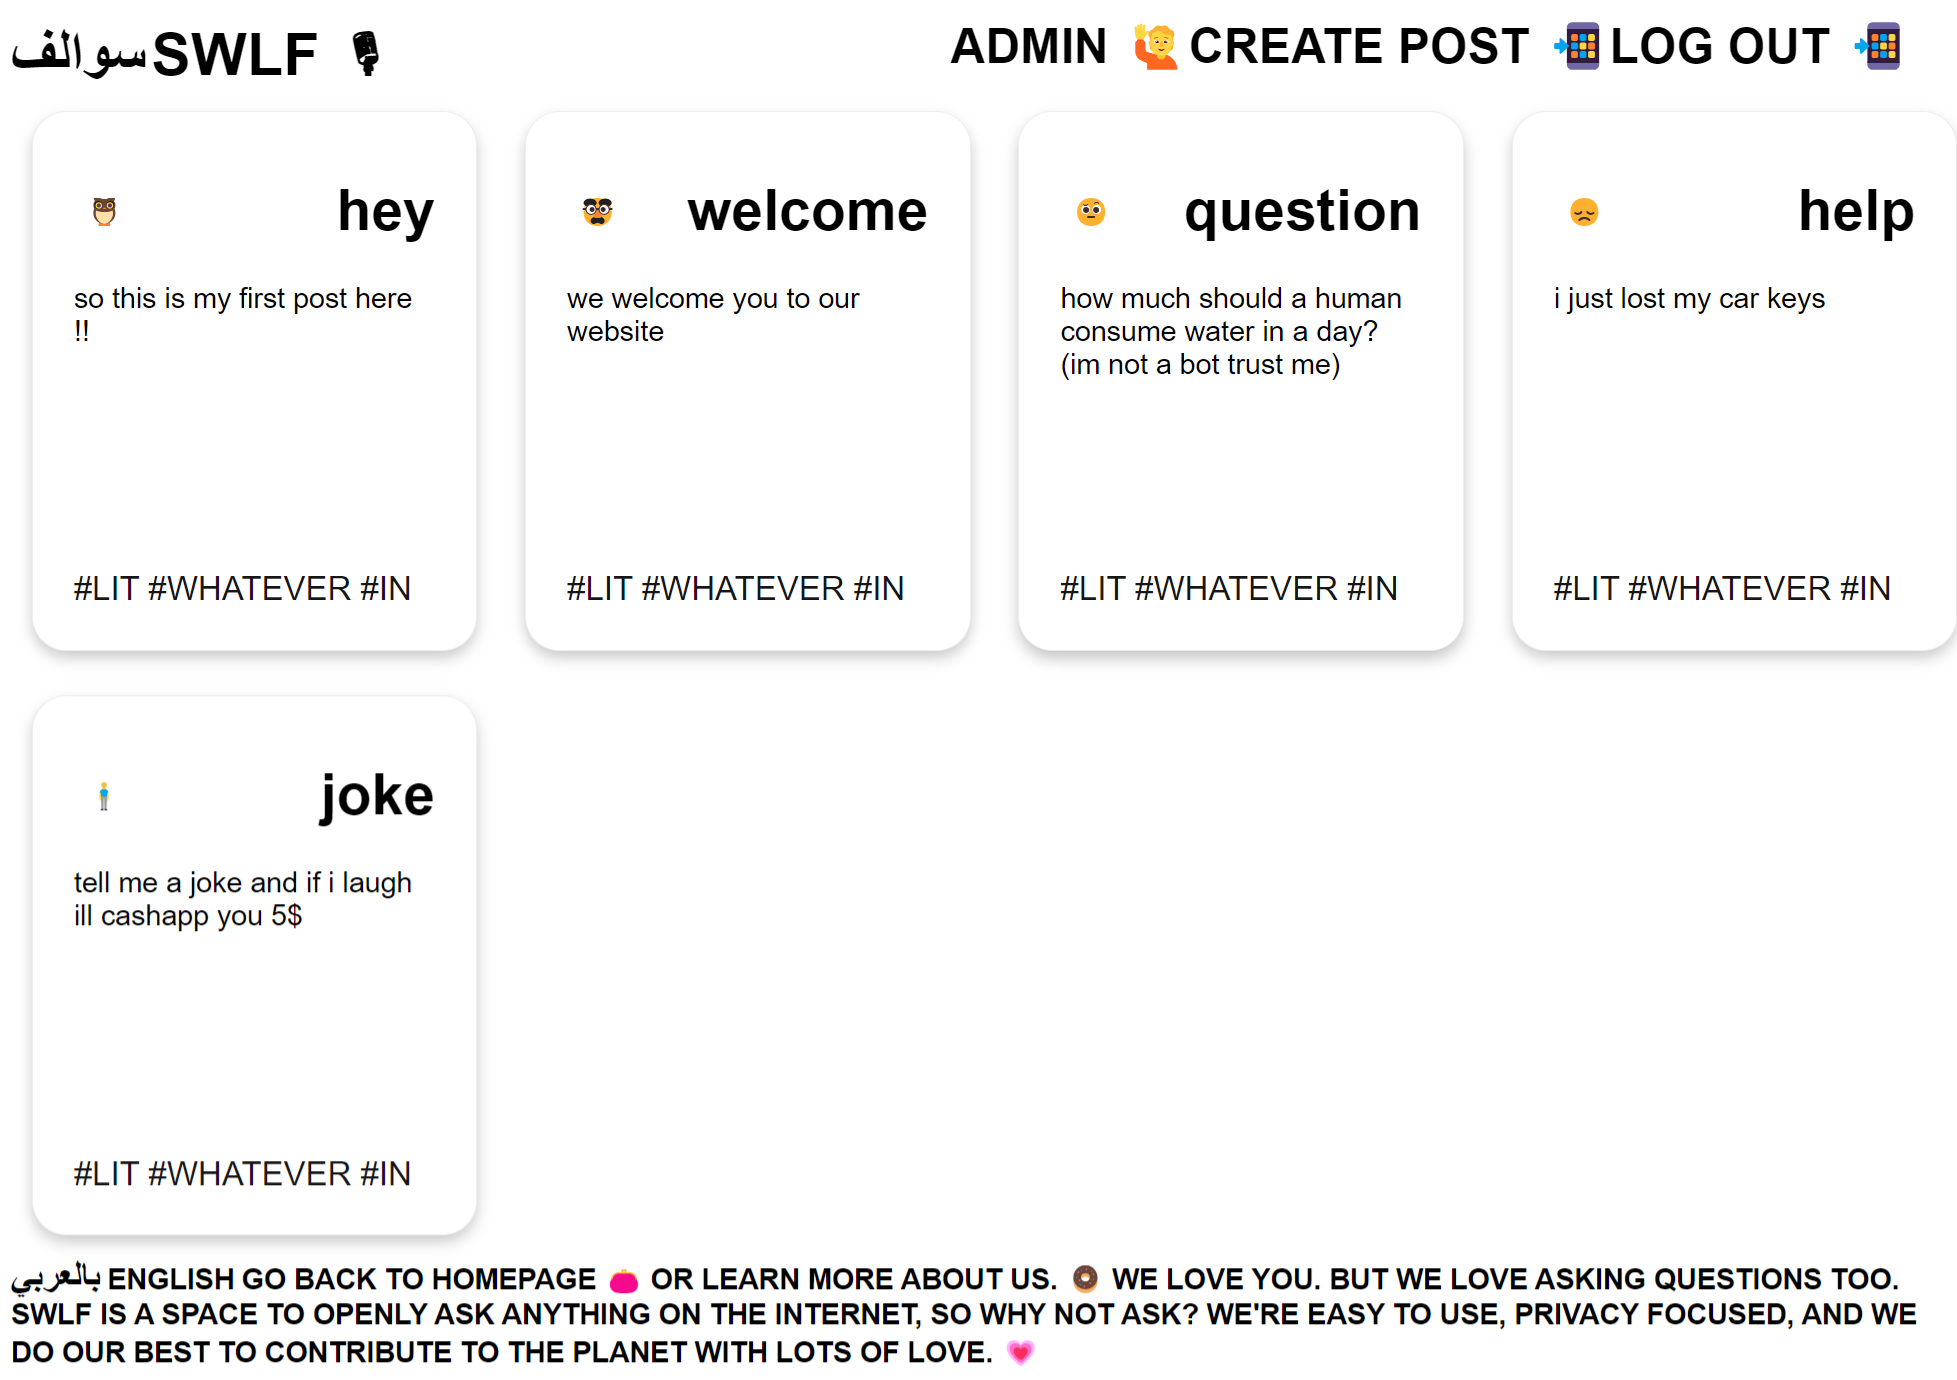 سوالف SWLF 🎙
ADMIN 🙋 CREATE POST 📲 LOG OUT 📲
hey
so this is my first post here
!!
#LIT #WHATEVER #IN
welcome
we welcome you to our
website
#LIT #WHATEVER #IN
question
how much should a human
consume water in a day?
(im not a bot trust me)
#LIT #WHATEVER #IN
help
i just lost my car keys
#LIT #WHATEVER #IN
joke
tell me a joke and if i laugh
ill cashapp you 5$
#LIT #WHATEVER #IN
بالعربي ENGLISH GO BACK TO HOMEPAGE 👛 OR LEARN MORE ABOUT US. 🍩 WE LOVE YOU. BUT WE LOVE ASKING QUESTIONS TOO.
SWLF IS A SPACE TO OPENLY ASK ANYTHING ON THE INTERNET, SO WHY NOT ASK? WE'RE EASY TO USE, PRIVACY FOCUSED, AND WE
DO OUR BEST TO CONTRIBUTE TO THE PLANET WITH LOTS OF LOVE. 💗